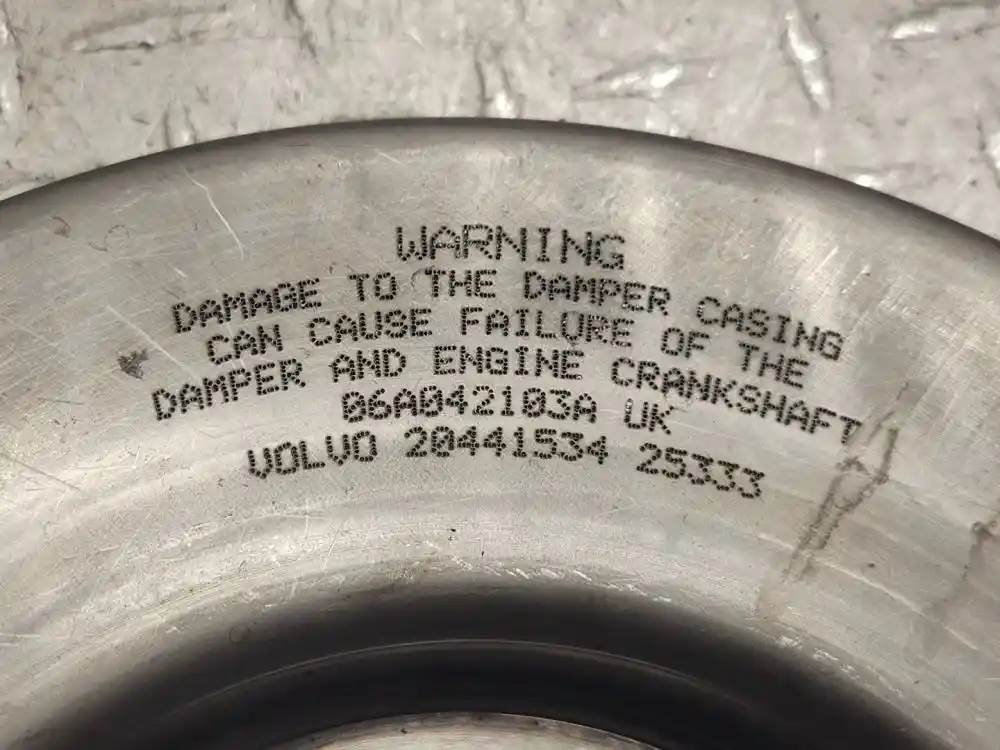 WARNING
DAMAGE TO THE DAMPER CASING
CAN CAUSE FAILURE OF THE
DAMPER AND ENGINE CRANKSHAFT
06A042103A UK
VOLVO 20441534 25333